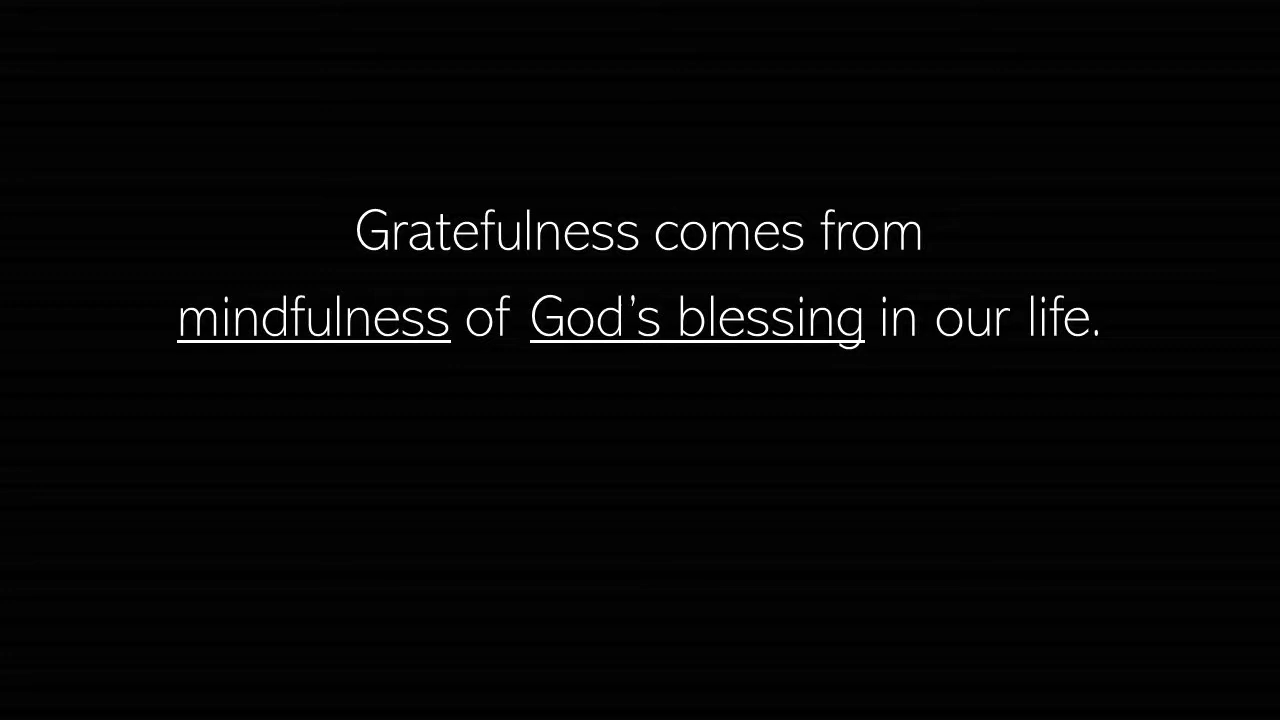 Gratefulness comes from
mindfulness of God’s blessing in our life.